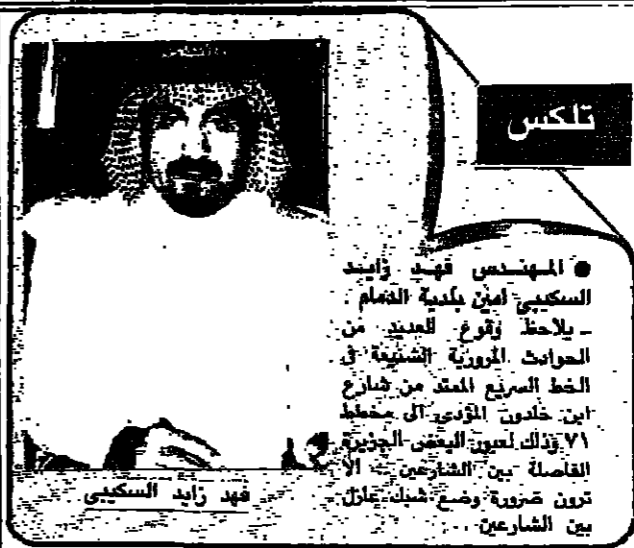 تلكس
● المهندس فهد زايد
السكيبي امين بلدية الدمام .
ـ يلاحظ وقوع العديد من
الحوادث المرورية الشنيعة في
الخط السريع الممتد من شارع
ابن خلدون المؤدي الى مخطط
٧١ وذلك لعبور البعض الجزيرة
الفاصلة بين الشارعين .. الا
ترون ضرورة وضع شبك عازل
بين الشارعين ..
فهد زايد السكيبي